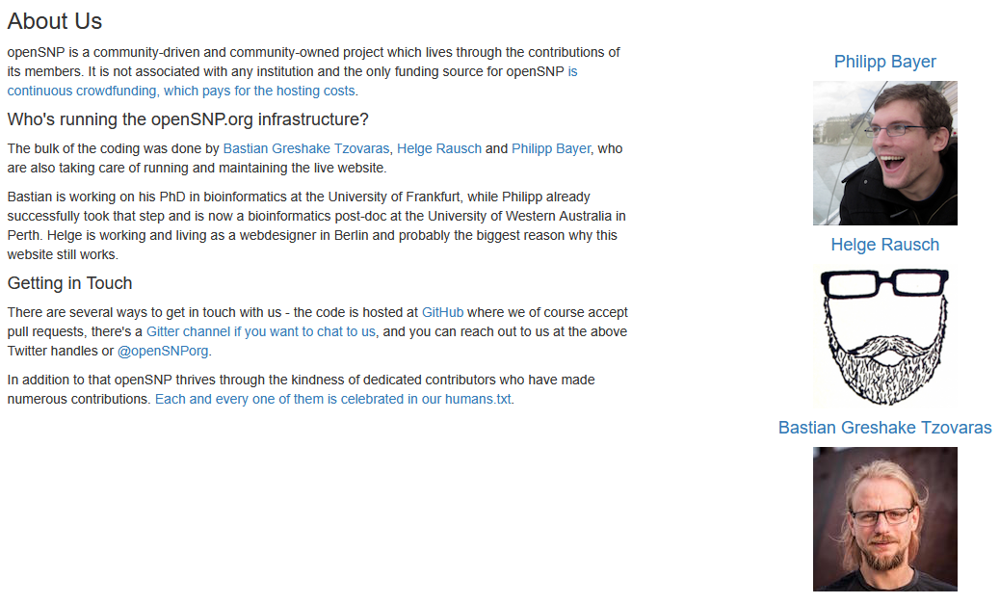 About Us
openSNP is a community-driven and community-owned project which lives through the contributions of
its members. It is not associated with any institution and the only funding source for openSNP is
continuous crowdfunding, which pays for the hosting costs.
Who's running the openSNP.org infrastructure?
The bulk of the coding was done by Bastian Greshake Tzovaras, Helge Rausch and Philipp Bayer, who
are also taking care of running and maintaining the live website.
Bastian is working on his PhD in bioinformatics at the University of Frankfurt, while Philipp already
successfully took that step and is now a bioinformatics post-doc at the University of Western Australia in
Perth. Helge is working and living as a webdesigner in Berlin and probably the biggest reason why this
website still works.
Getting in Touch
There are several ways to get in touch with us - the code is hosted at GitHub where we of course accept
pull requests, there's a Gitter channel if you want to chat to us, and you can reach out to us at the above
Twitter handles or @openSNPorg.
In addition to that openSNP thrives through the kindness of dedicated contributors who have made
numerous contributions. Each and every one of them is celebrated in our humans.txt.
Philipp Bayer
Helge Rausch
Bastian Greshake Tzovaras